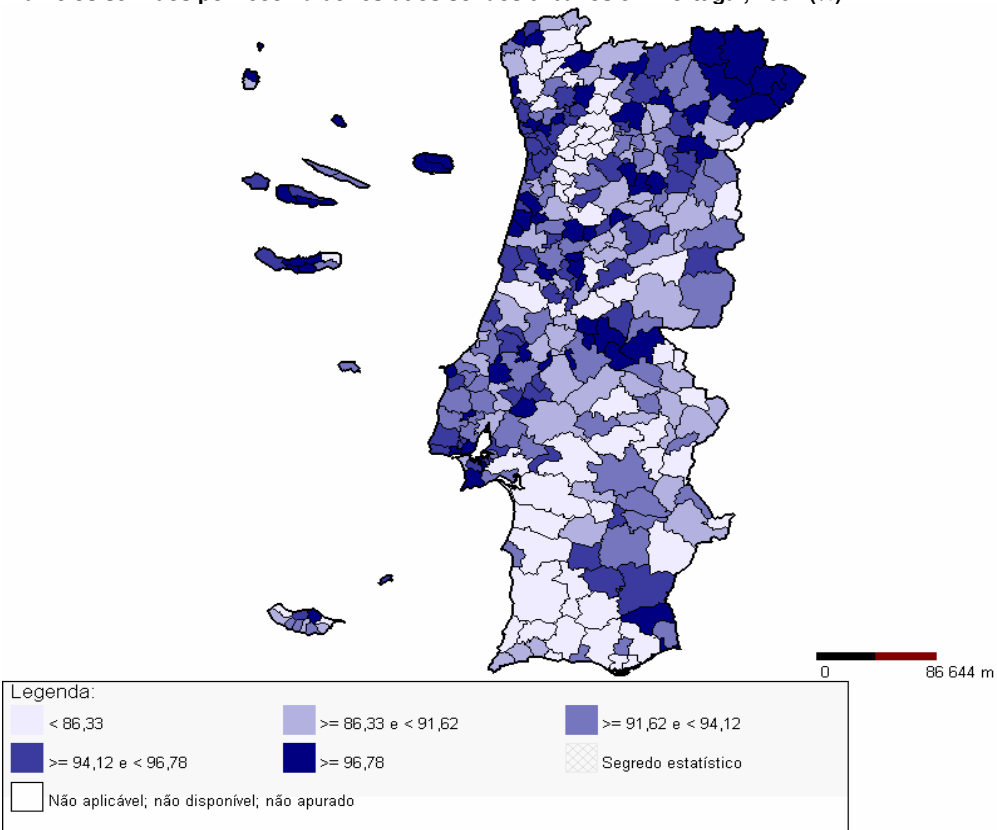 0 86 644 m
Legenda:
< 86,33 >= 86,33 e < 91,62 >= 91,62 e < 94,12
>= 94,12 e < 96,78 >= 96,78 Segredo estatístico
Não aplicável; não disponível; não apurado